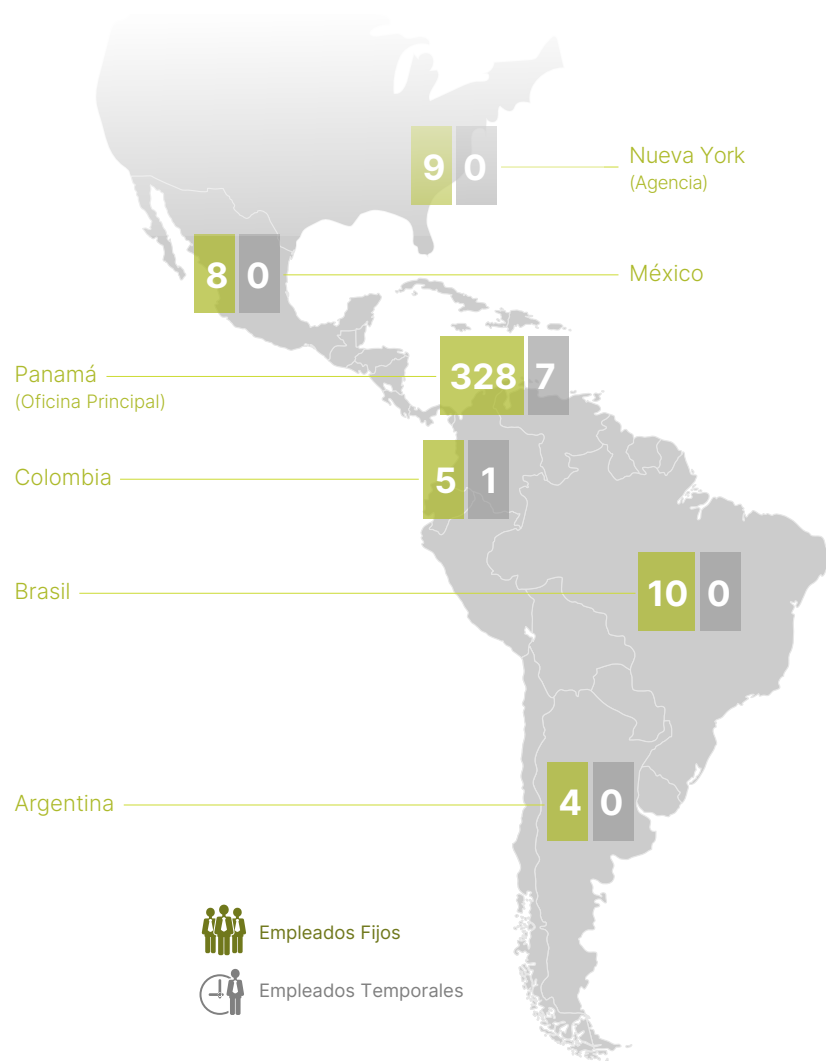 9 0
Nueva York
(Agencia)
8 0
México
Panamá
(Oficina Principal)
328 7
Colombia
5 1
Brasil
10 0
Argentina
4 0
Empleados Fijos
Empleados Temporales